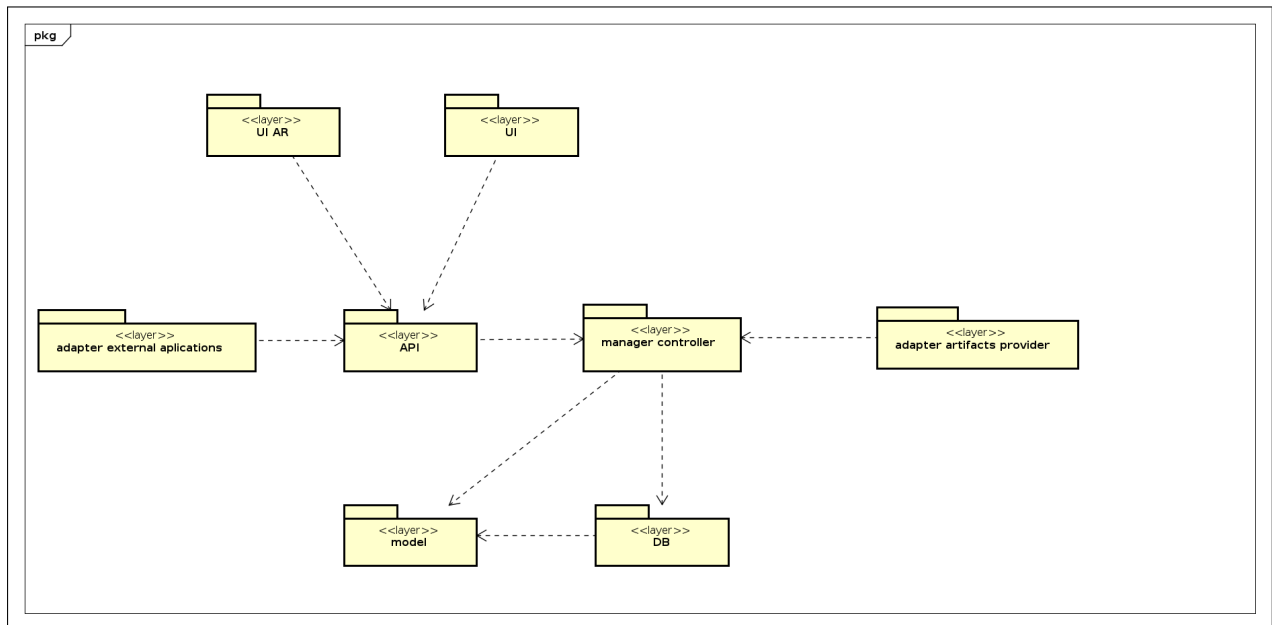 pkg
<<layer>>
UI AR
<<layer>>
UI
<<layer>>
adapter external aplications
<<layer>>
API
<<layer>>
manager controller
<<layer>>
adapter artifacts provider
<<layer>>
model
<<layer>>
DB